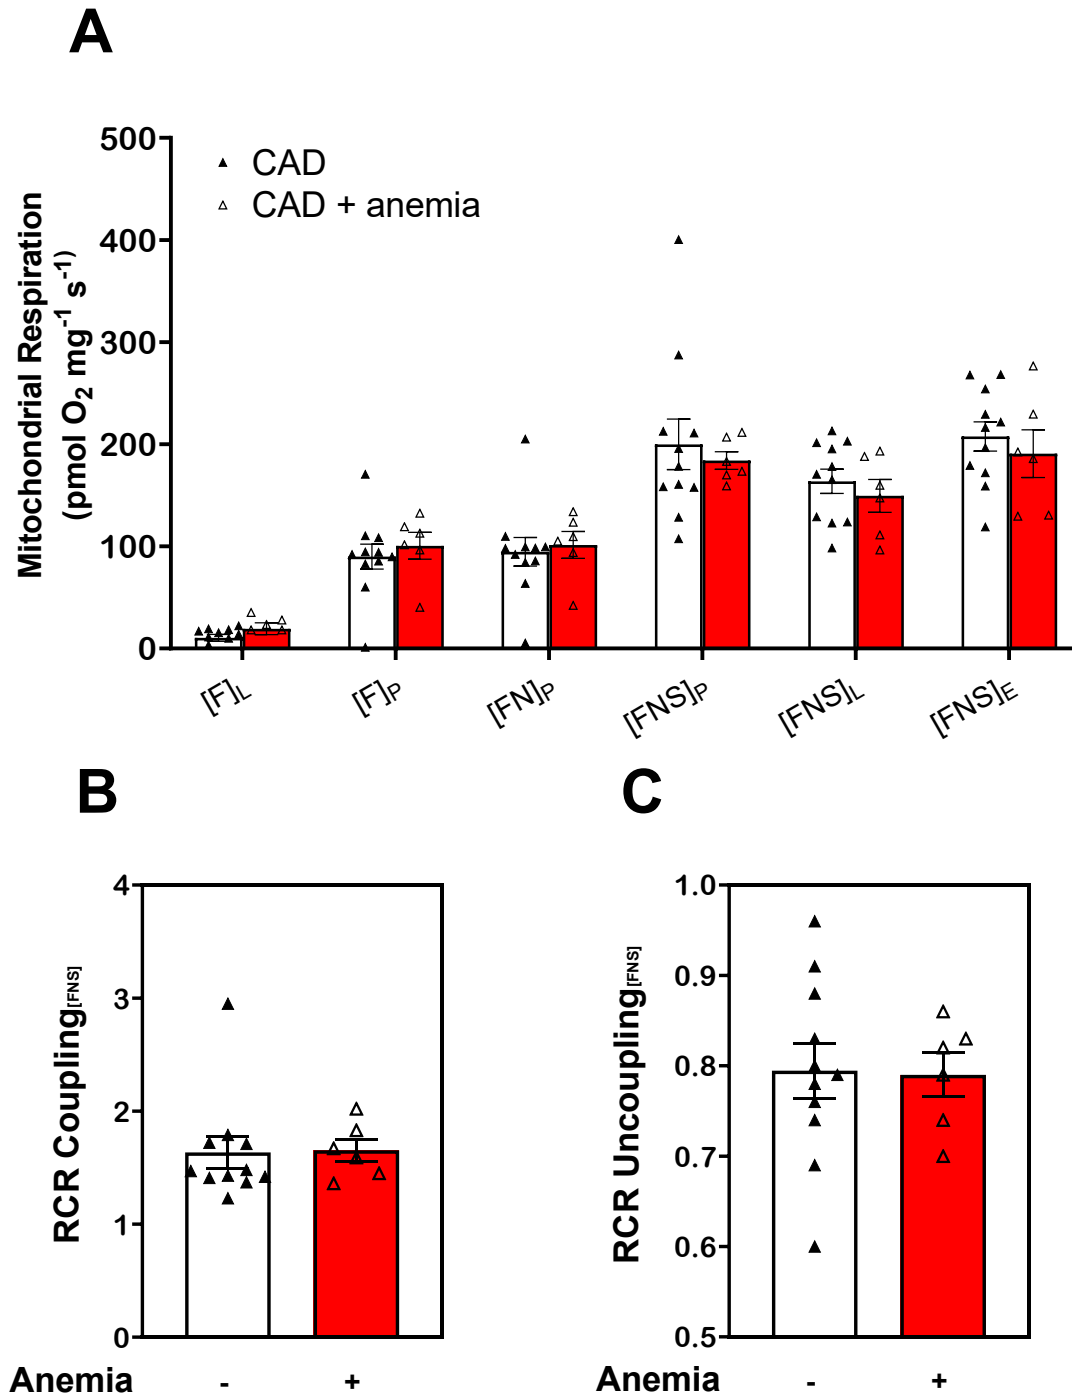 A
Mitochondrial Respiration
(pmol O₂ mg⁻¹ s⁻¹)
500
400
300
200
100
0
CAD
CAD + anemia
[F]L
[F]P
[FN]P
[FNS]P
[FNS]L
[FNS]E
B
RCR Coupling[FNS]
4
3
2
1
0
Anemia - +
C
RCR Uncoupling[FNS]
1.0
0.9
0.8
0.7
0.6
0.5
Anemia - +